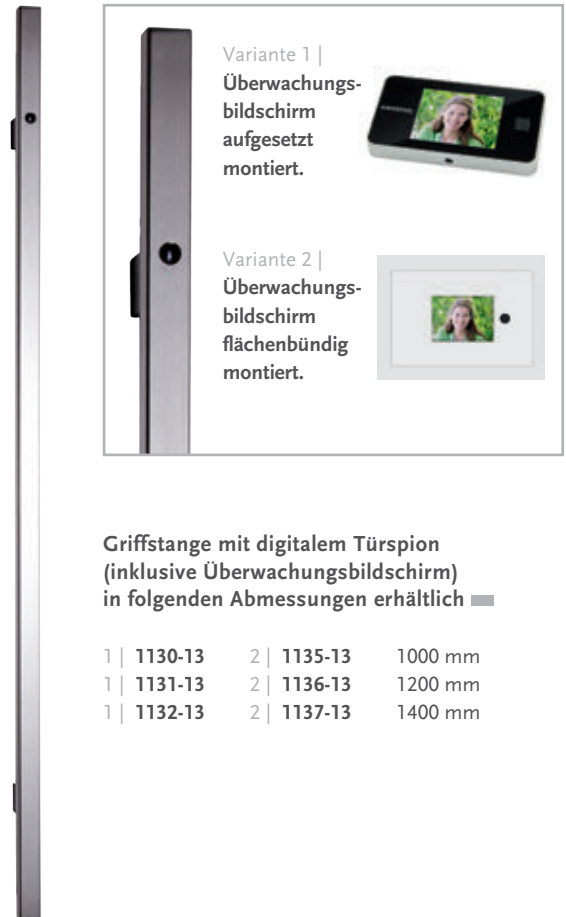 Variante 1 |
Überwachungs-
bildschirm
aufgesetzt
montiert.
Variante 2 |
Überwachungs-
bildschirm
flächenbündig
montiert.
Griffstange mit digitalem Türspion
(inklusive Überwachungsbildschirm)
in folgenden Abmessungen erhältlich
1 | 1130-13 2 | 1135-13 1000 mm
1 | 1131-13 2 | 1136-13 1200 mm
1 | 1132-13 2 | 1137-13 1400 mm